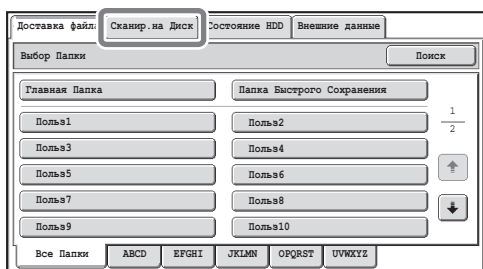 Доставка файла Сканир.на Диск Состояние HDD Внешние данные
Выбор Папки Поиск
Главная Папка Папка Быстрого Сохранения
Польз1 Польз2
1
2
Польз3 Польз4
Польз5 Польз6
Польз7 Польз8
Польз9 Польз10
Все Папки ABCD EFGHI JKLMN OPQRST UVWXYZ